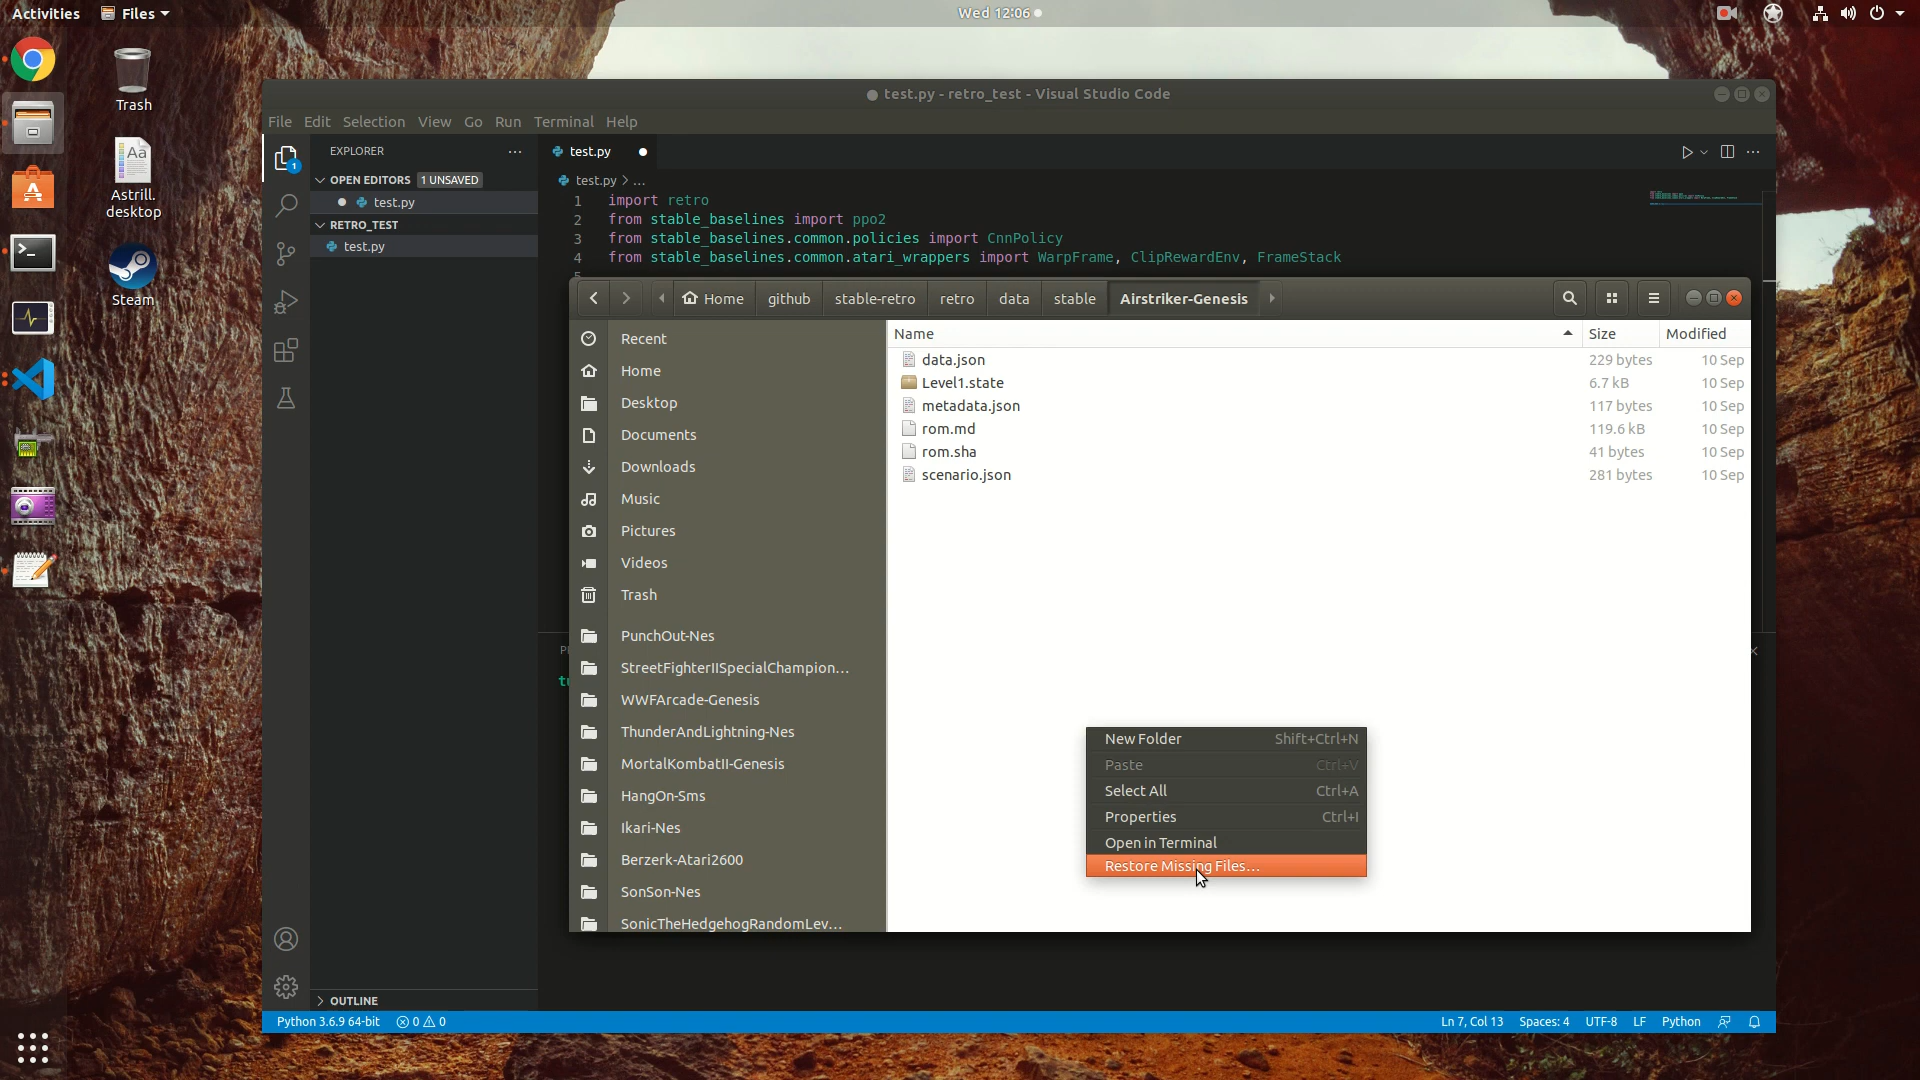 Activities Files Wed 12:06
Trash
Astrill.
desktop
Steam
test.py - retro_test - Visual Studio Code
File Edit Selection View Go Run Terminal Help
EXPLORER
OPEN EDITORS 1 UNSAVED
test.py
RETRO_TEST
test.py
OUTLINE
test.py
test.py > ...
1 import retro
2 from stable_baselines import ppo2
3 from stable_baselines.common.policies import CnnPolicy
4 from stable_baselines.common.atari_wrappers import WarpFrame, ClipRewardEnv, FrameStack
Home github stable-retro retro data stable Airstriker-Genesis
Recent
Home
Desktop
Documents
Downloads
Music
Pictures
Videos
Trash
PunchOut-Nes
StreetFighterIISpecialChampion...
WWFArcade-Genesis
ThunderAndLightning-Nes
MortalKombatII-Genesis
HangOn-Sms
Ikari-Nes
Berzerk-Atari2600
SonSon-Nes
SonicTheHedgehogRandomLev...
Name Size Modified
data.json 229 bytes 10 Sep
Level1.state 6.7 kB 10 Sep
metadata.json 117 bytes 10 Sep
rom.md 119.6 kB 10 Sep
rom.sha 41 bytes 10 Sep
scenario.json 281 bytes 10 Sep
New Folder Shift+Ctrl+N
Paste Ctrl+V
Select All Ctrl+A
Properties Ctrl+I
Open in Terminal
Restore Missing Files...
Python 3.6.9 64-bit 0 0 Ln 7, Col 13 Spaces: 4 UTF-8 LF Python